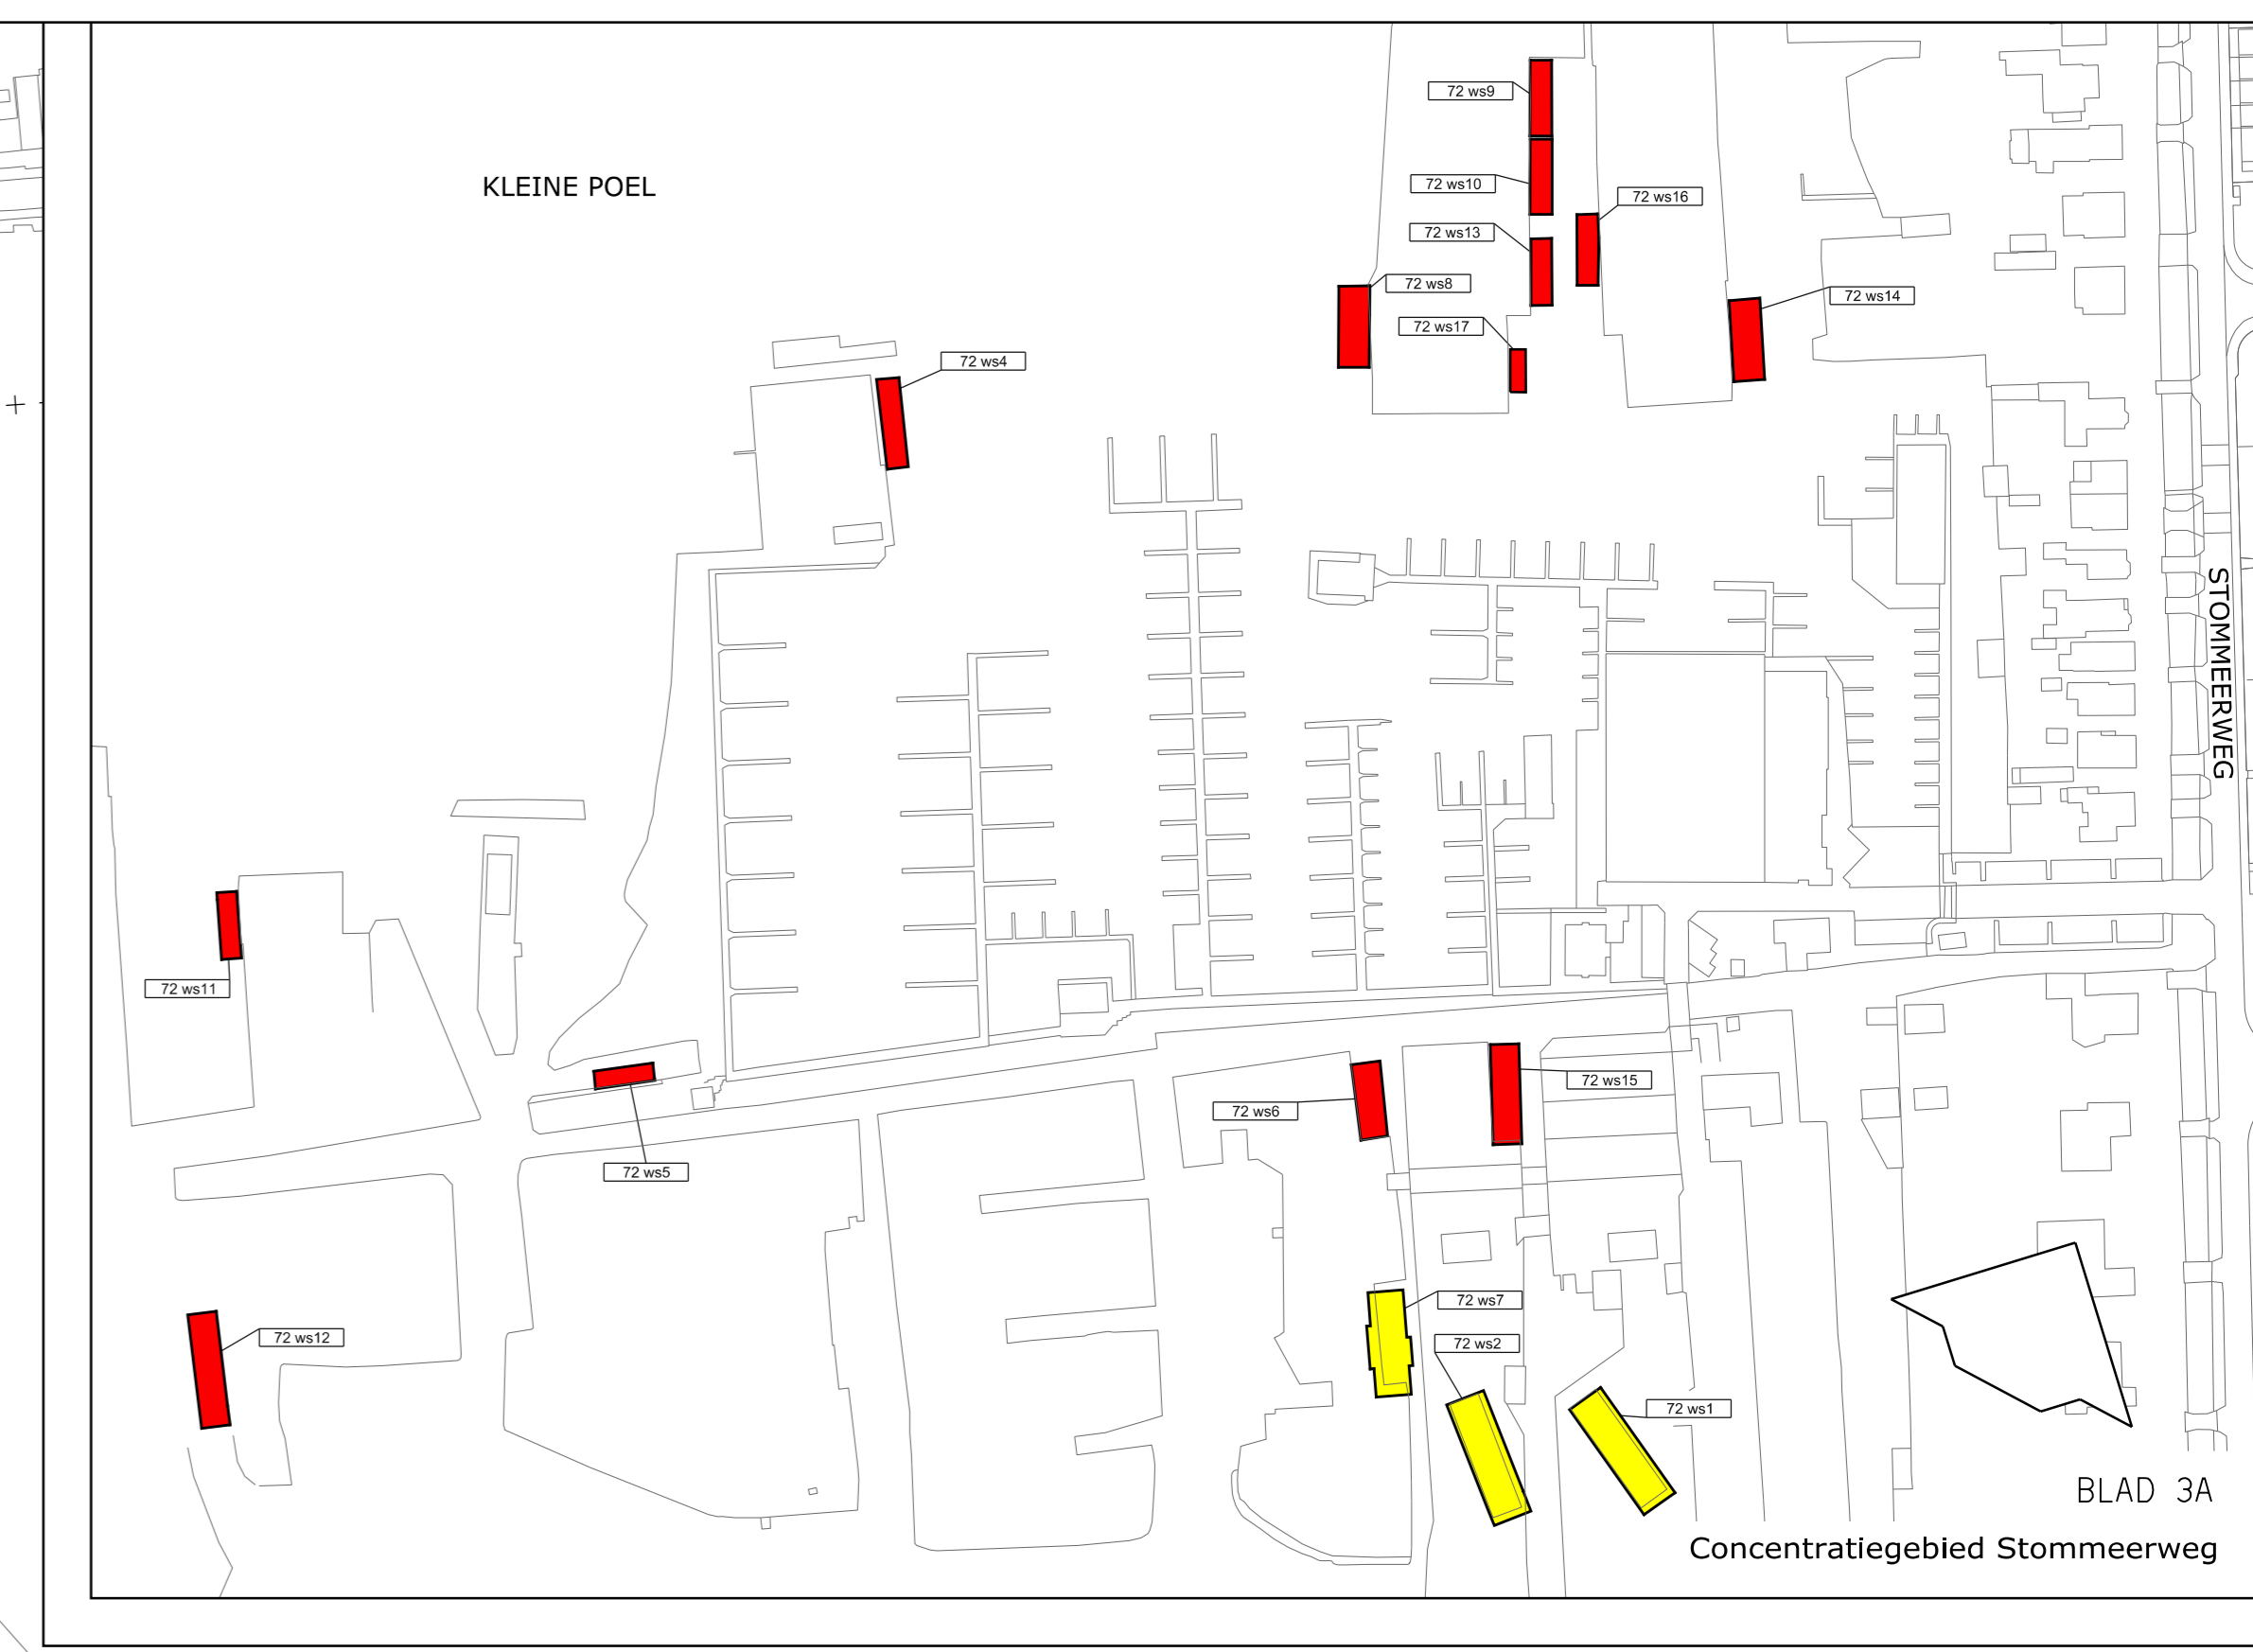 72 ws9
KLEINE POEL
72 ws10
72 ws16
72 ws13
72 ws8
72 ws14
72 ws17
72 ws4
STOMMEERWEG
72 ws11
72 ws15
72 ws6
72 ws5
72 ws7
72 ws12
72 ws2
72 ws1
BLAD 3A
Concentratiegebied Stommeerweg